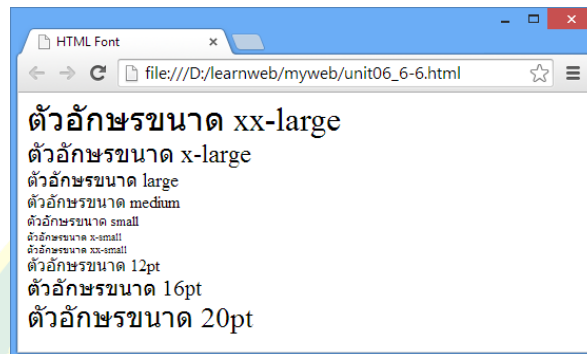 HTML Font
file:///D:/learnweb/myweb/unit06_6-6.html
ตัวอักษรขนาด xx-large
ตัวอักษรขนาด x-large
ตัวอักษรขนาด large
ตัวอักษรขนาด medium
ตัวอักษรขนาด small
ตัวอักษรขนาด x-small
ตัวอักษรขนาด xx-small
ตัวอักษรขนาด 12pt
ตัวอักษรขนาด 16pt
ตัวอักษรขนาด 20pt